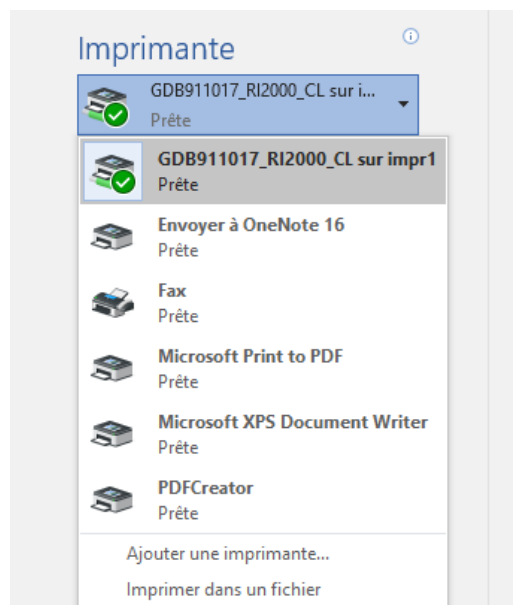 Imprimante
GDB911017_RI2000_CL sur i...
Prête
GDB911017_RI2000_CL sur impr1
Prête
Envoyer à OneNote 16
Prête
Fax
Prête
Microsoft Print to PDF
Prête
Microsoft XPS Document Writer
Prête
PDFCreator
Prête
Ajouter une imprimante...
Imprimer dans un fichier